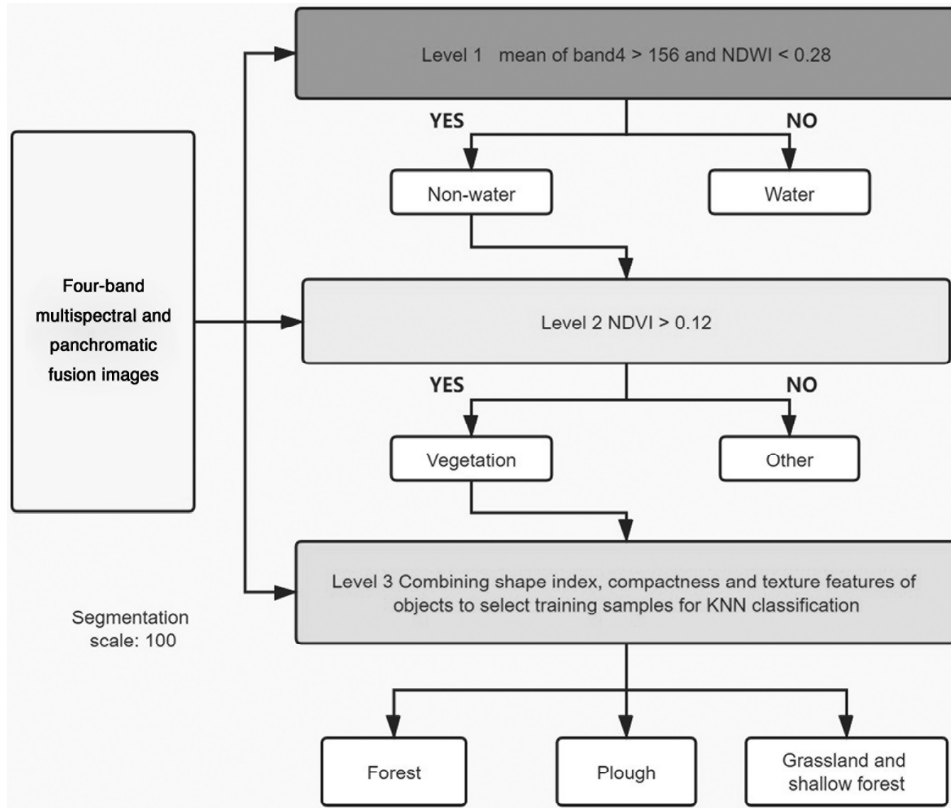 Level 1 mean of band4 > 156 and NDWI < 0.28
YES
NO
Non-water
Water
Four-band
multispectral and
panchromatic
fusion images
Level 2 NDVI > 0.12
YES
NO
Vegetation
Other
Level 3 Combining shape index, compactness and texture features of
objects to select training samples for KNN classification
Segmentation
scale: 100
Forest
Plough
Grassland and
shallow forest